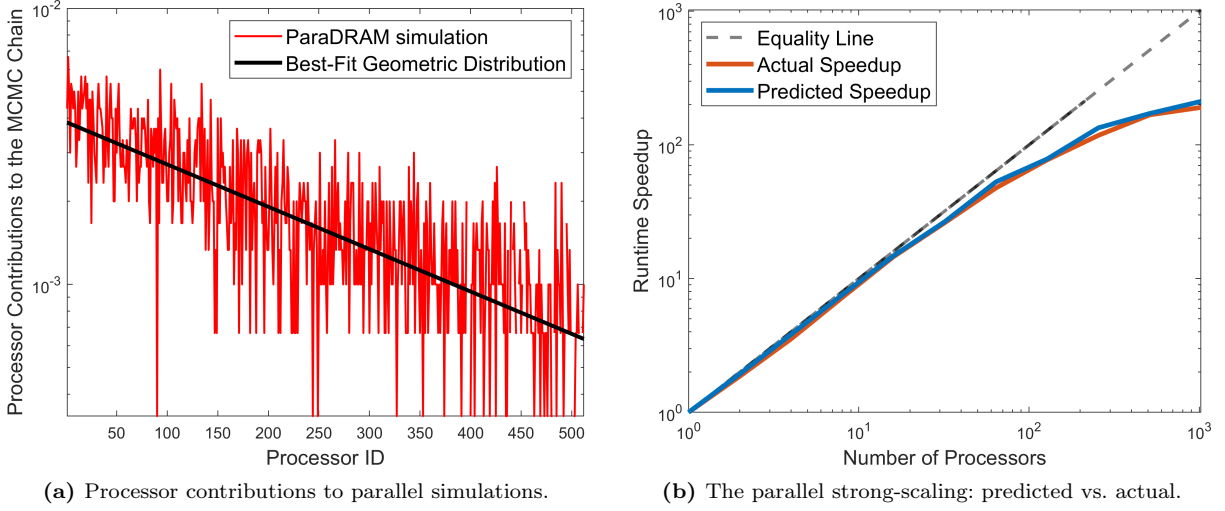 10^-2
10^-3
Processor Contributions to the MCMC Chain
ParaDRAM simulation
Best-Fit Geometric Distribution
50 100 150 200 250 300 350 400 450 500
Processor ID
(a) Processor contributions to parallel simulations.
10^3
10^2
10^1
10^0
Runtime Speedup
Equality Line
Actual Speedup
Predicted Speedup
10^0 10^1 10^2 10^3
Number of Processors
(b) The parallel strong-scaling: predicted vs. actual.